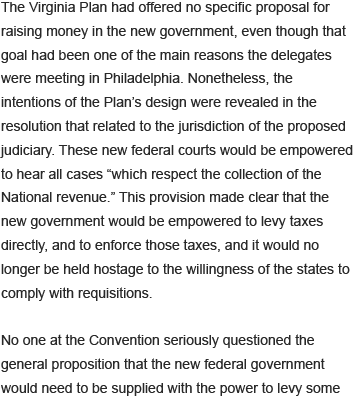 The Virginia Plan had offered no specific proposal for
raising money in the new government, even though that
goal had been one of the main reasons the delegates
were meeting in Philadelphia. Nonetheless, the
intentions of the Plan’s design were revealed in the
resolution that related to the jurisdiction of the proposed
judiciary. These new federal courts would be empowered
to hear all cases “which respect the collection of the
National revenue.” This provision made clear that the
new government would be empowered to levy taxes
directly, and to enforce those taxes, and it would no
longer be held hostage to the willingness of the states to
comply with requisitions.

No one at the Convention seriously questioned the
general proposition that the new federal government
would need to be supplied with the power to levy some